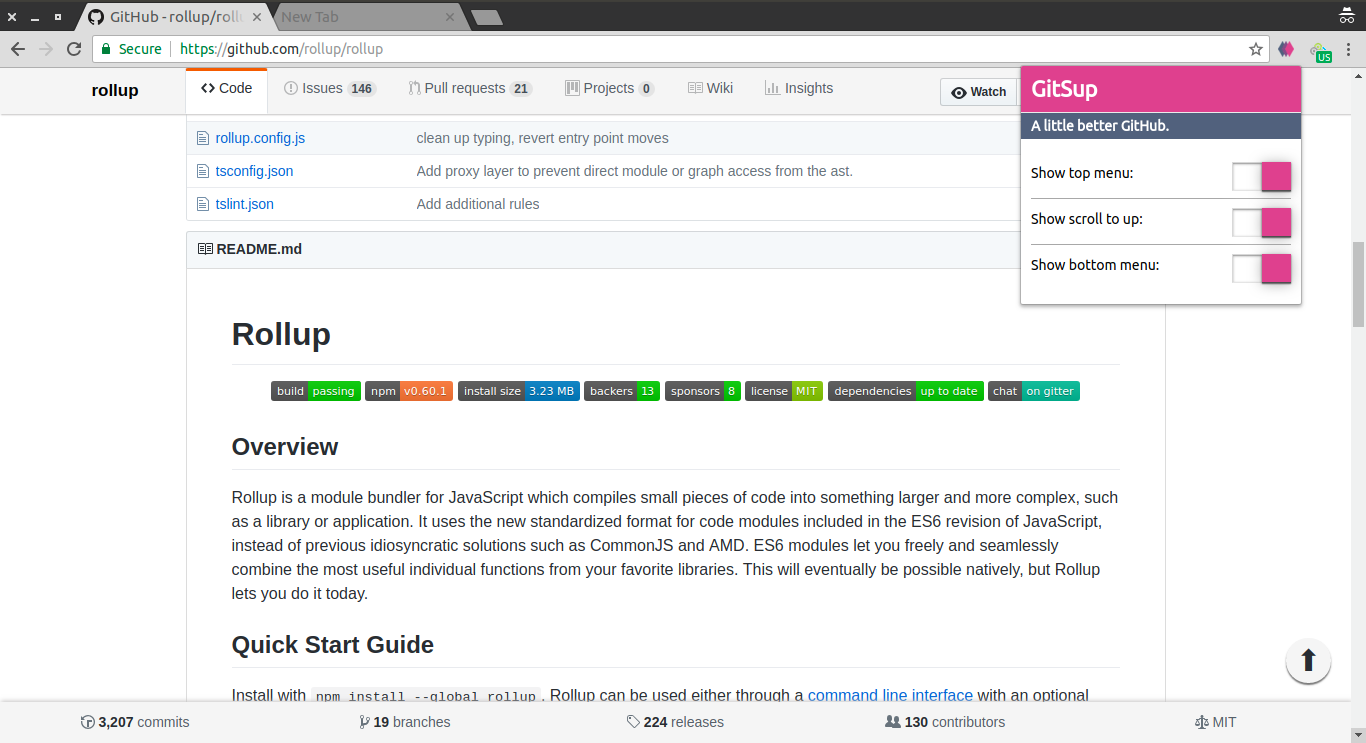 GitHub - rollup/rollu
New Tab
Secure https://github.com/rollup/rollup
US
rollup
Code Issues 146 Pull requests 21 Projects 0 Wiki Insights Watch
GitSup
A little better GitHub.
Show top menu:
Show scroll to up:
Show bottom menu:
rollup.config.js clean up typing, revert entry point moves
tsconfig.json Add proxy layer to prevent direct module or graph access from the ast.
tslint.json Add additional rules
README.md
Rollup
build passing npm v0.60.1 install size 3.23 MB backers 13 sponsors 8 license MIT dependencies up to date chat on gitter
Overview
Rollup is a module bundler for JavaScript which compiles small pieces of code into something larger and more complex, such
as a library or application. It uses the new standardized format for code modules included in the ES6 revision of JavaScript,
instead of previous idiosyncratic solutions such as CommonJS and AMD. ES6 modules let you freely and seamlessly
combine the most useful individual functions from your favorite libraries. This will eventually be possible natively, but Rollup
lets you do it today.
Quick Start Guide
Install with npm install --global rollup. Rollup can be used either through a command line interface with an optional
3,207 commits 19 branches 224 releases 130 contributors MIT